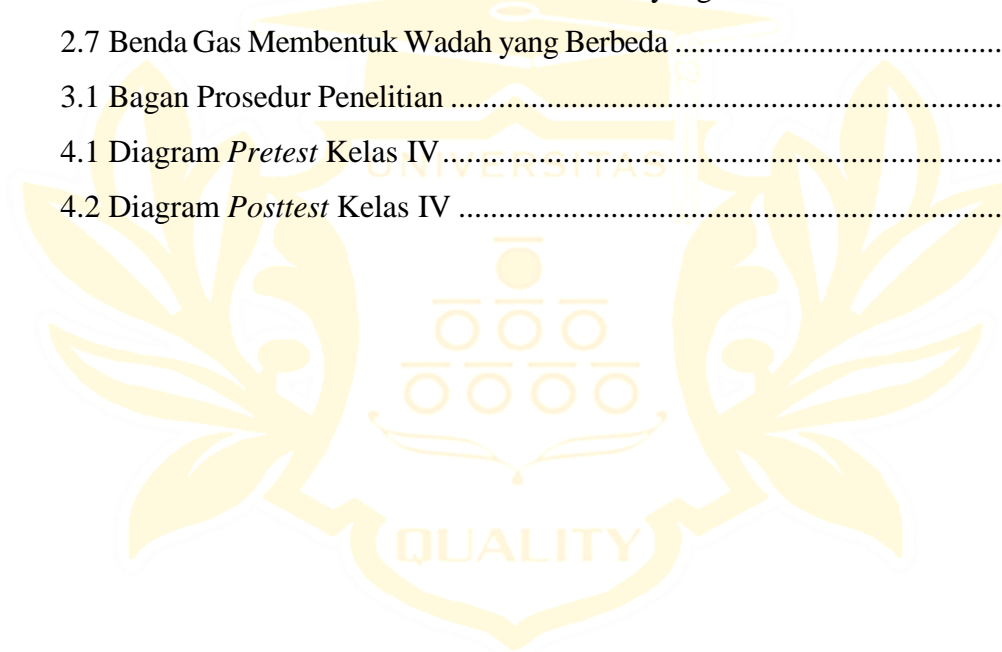 2.7 Benda Gas Membentuk Wadah yang Berbeda ...................................
3.1 Bagan Prosedur Penelitian ..........................................................
4.1 Diagram Pretest Kelas IV...........................................................
UNIVERSITAS
4.2 Diagram Posttest Kelas IV .........................................................
QUALITY